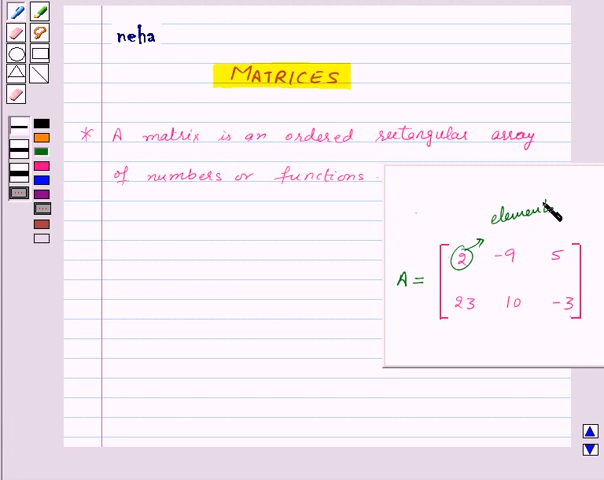 neha
MATRICES
* A matrix is an ordered rectangular array
of numbers or functions.
element
A = [ 2 -9 5
23 10 -3 ]